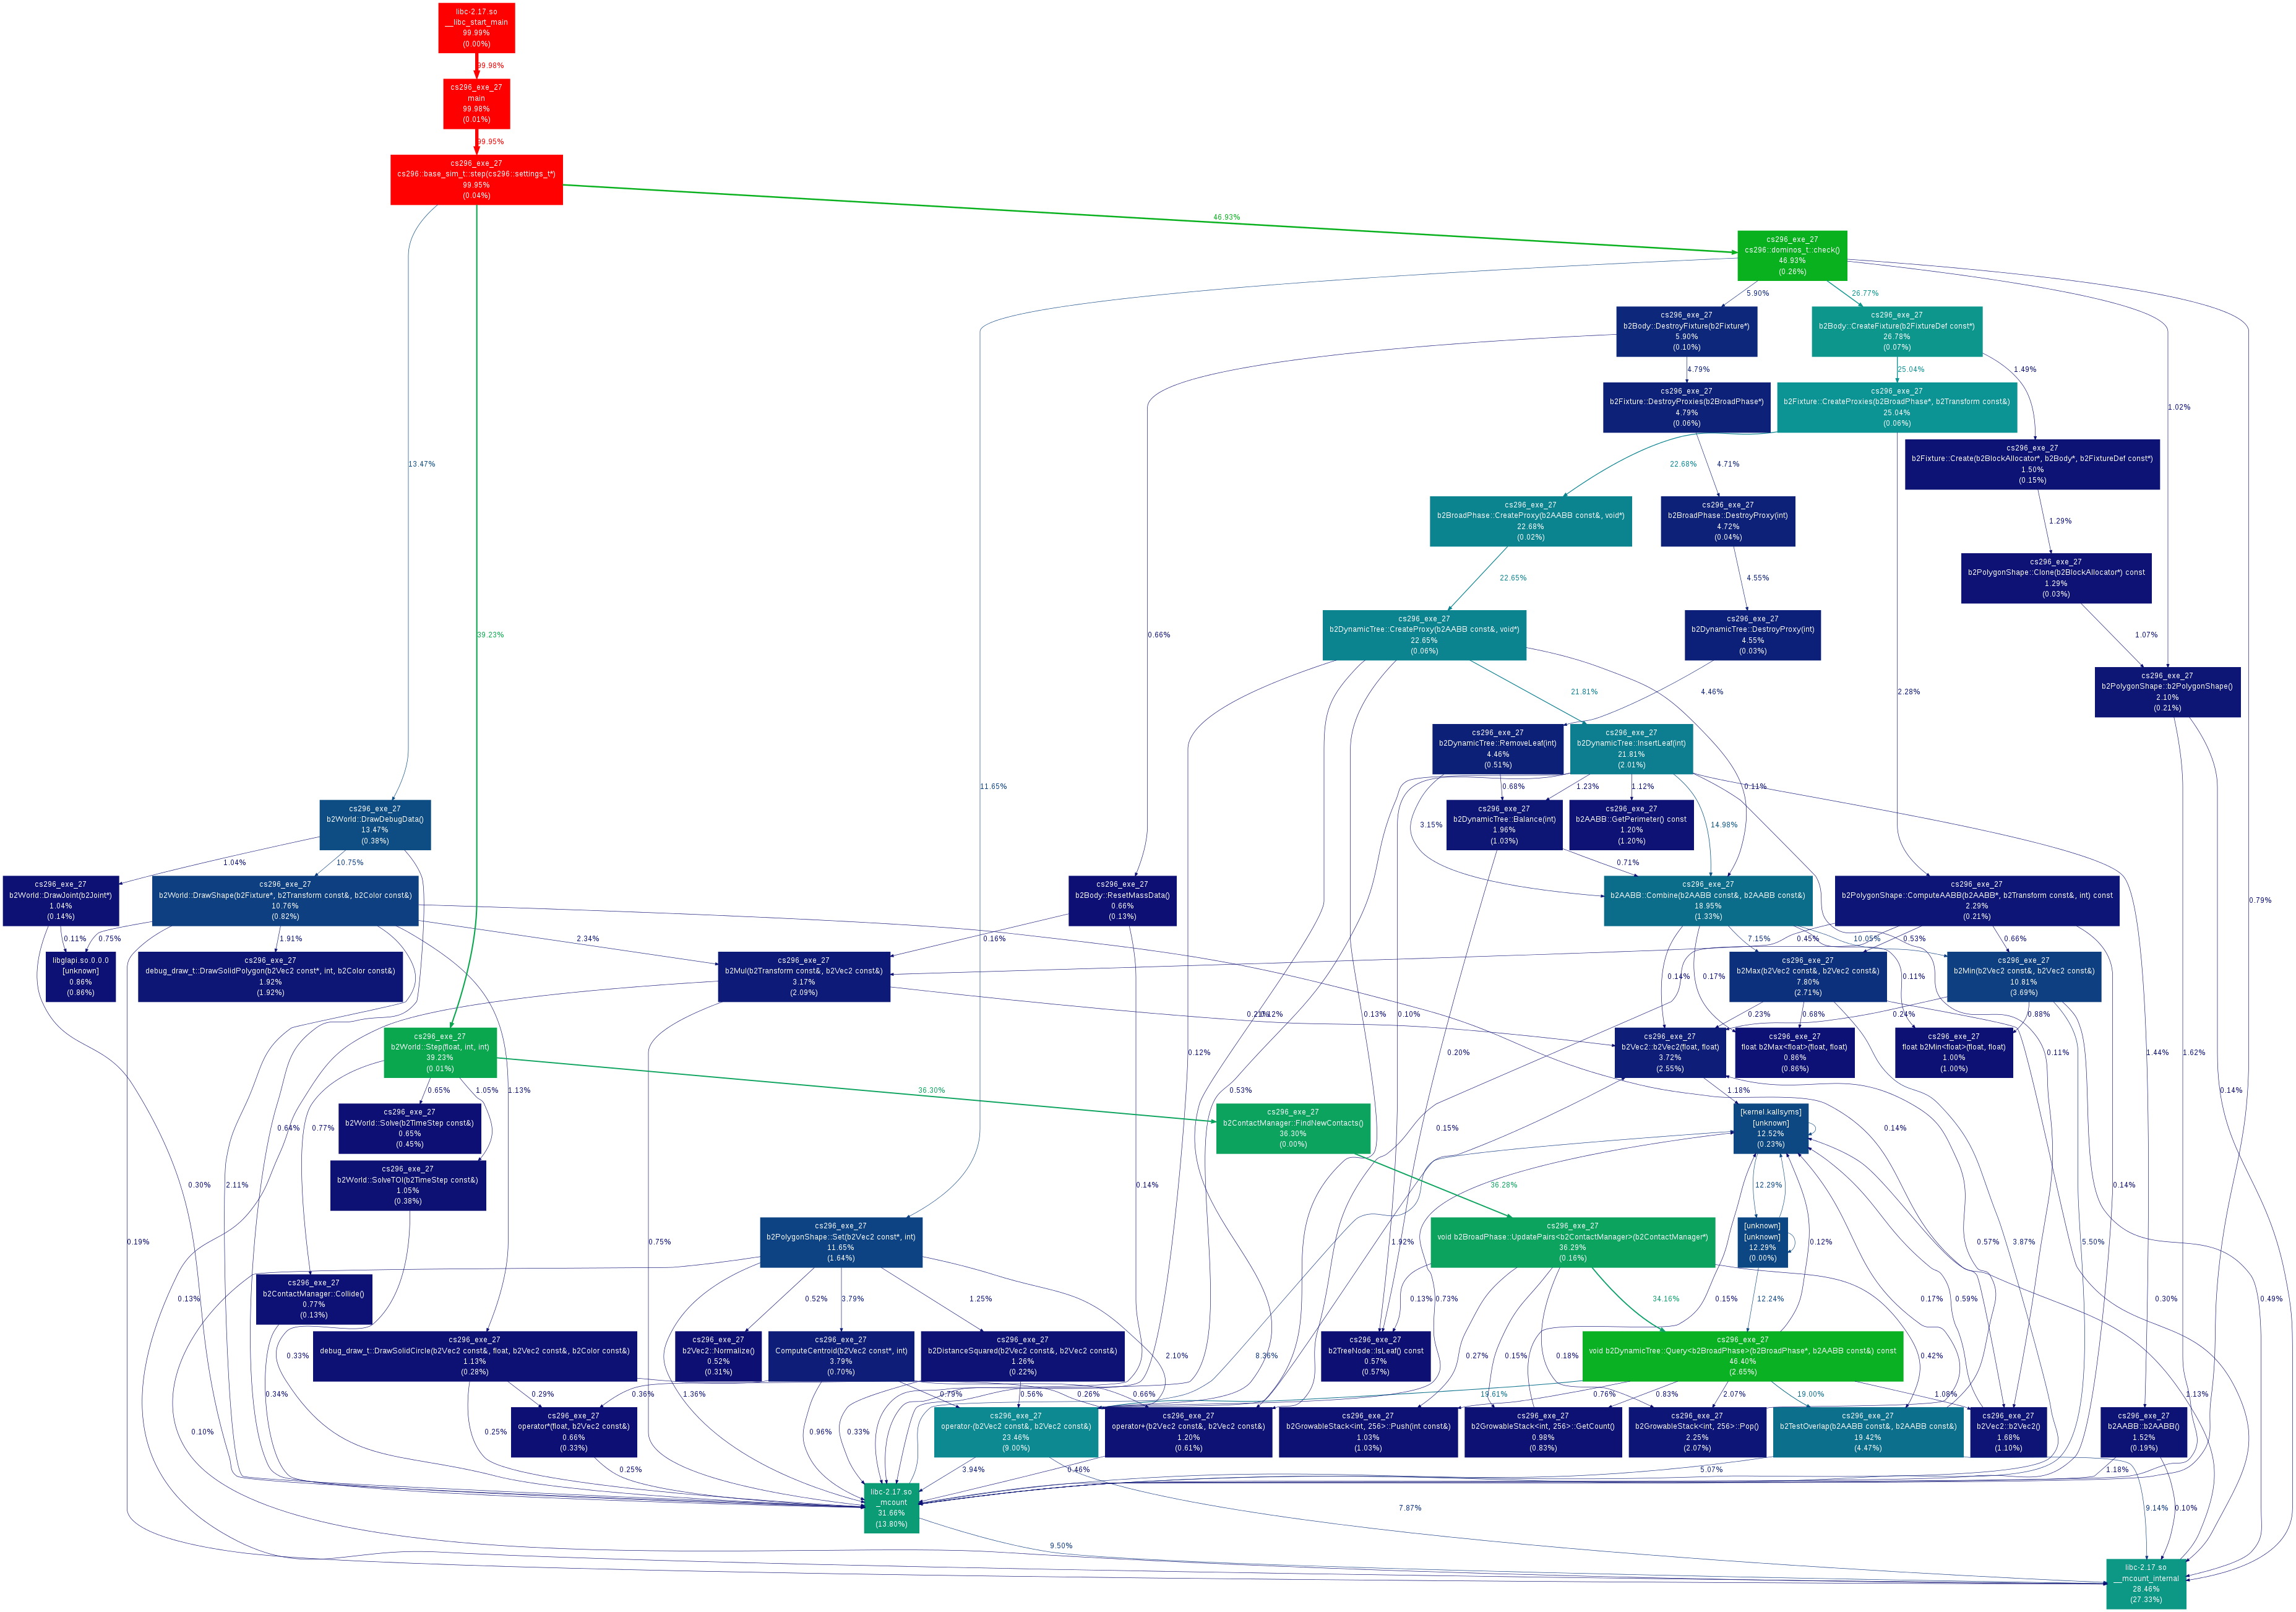 libc-2.17.so
__libc_start_main
99.99%
(0.00%)
99.98%
cs296_exe_27
main
99.98%
(0.01%)
99.95%
cs296_exe_27
cs296::base_sim_t::step(cs296::settings_t*)
99.95%
(0.04%)
46.93%
cs296_exe_27
cs296::dominos_t::check()
46.93%
(0.26%)
5.90%
26.77%
cs296_exe_27
b2Body::DestroyFixture(b2Fixture*)
5.90%
(0.10%)
cs296_exe_27
b2Body::CreateFixture(b2FixtureDef const*)
26.78%
(0.07%)
4.79%
25.04%
1.49%
cs296_exe_27
b2Fixture::DestroyProxies(b2BroadPhase*)
4.79%
(0.06%)
cs296_exe_27
b2Fixture::CreateProxies(b2BroadPhase*, b2Transform const&)
25.04%
(0.06%)
1.02%
13.47%
22.68%
4.71%
cs296_exe_27
b2Fixture::Create(b2BlockAllocator*, b2Body*, b2FixtureDef const*)
1.50%
(0.15%)
cs296_exe_27
b2BroadPhase::CreateProxy(b2AABB const&, void*)
22.68%
(0.02%)
cs296_exe_27
b2BroadPhase::DestroyProxy(int)
4.72%
(0.04%)
1.29%
22.65%
4.55%
cs296_exe_27
b2PolygonShape::Clone(b2BlockAllocator*) const
1.29%
(0.03%)
39.23%
0.66%
cs296_exe_27
b2DynamicTree::CreateProxy(b2AABB const&, void*)
22.65%
(0.06%)
cs296_exe_27
b2DynamicTree::DestroyProxy(int)
4.55%
(0.03%)
1.07%
21.81%
4.46%
2.28%
cs296_exe_27
b2PolygonShape::b2PolygonShape()
2.10%
(0.21%)
cs296_exe_27
b2DynamicTree::RemoveLeaf(int)
4.46%
(0.51%)
cs296_exe_27
b2DynamicTree::InsertLeaf(int)
21.81%
(2.01%)
11.65%
0.68%
1.23%
1.12%
0.11%
cs296_exe_27
b2World::DrawDebugData()
13.47%
(0.38%)
cs296_exe_27
b2DynamicTree::Balance(int)
1.96%
(1.03%)
cs296_exe_27
b2AABB::GetPerimeter() const
1.20%
(1.20%)
3.15%
14.98%
1.04%
10.75%
0.71%
cs296_exe_27
b2World::DrawJoint(b2Joint*)
1.04%
(0.14%)
cs296_exe_27
b2World::DrawShape(b2Fixture*, b2Transform const&, b2Color const&)
10.76%
(0.82%)
cs296_exe_27
b2Body::ResetMassData()
0.66%
(0.13%)
cs296_exe_27
b2AABB::Combine(b2AABB const&, b2AABB const&)
18.95%
(1.33%)
cs296_exe_27
b2PolygonShape::ComputeAABB(b2AABB*, b2Transform const&, int) const
2.29%
(0.21%)
0.79%
0.11%
0.75%
1.91%
2.34%
0.16%
7.15%
0.45%
10.05%
0.53%
0.66%
libglapi.so.0.0.0
[unknown]
0.86%
(0.86%)
cs296_exe_27
debug_draw_t::DrawSolidPolygon(b2Vec2 const*, int, b2Color const&)
1.92%
(1.92%)
cs296_exe_27
b2Mul(b2Transform const&, b2Vec2 const&)
3.17%
(2.09%)
0.14%
0.17%
cs296_exe_27
b2Max(b2Vec2 const&, b2Vec2 const&)
7.80%
(2.71%)
0.11%
cs296_exe_27
b2Min(b2Vec2 const&, b2Vec2 const&)
10.81%
(3.69%)
0.12%
0.13%
0.10%
0.23%
0.68%
0.24%
0.88%
cs296_exe_27
b2World::Step(float, int, int)
39.23%
(0.01%)
0.12%
0.20%
cs296_exe_27
b2Vec2::b2Vec2(float, float)
3.72%
(2.55%)
cs296_exe_27
float b2Max<float>(float, float)
0.86%
(0.86%)
cs296_exe_27
float b2Min<float>(float, float)
1.00%
(1.00%)
0.11%
1.44%
1.62%
0.65%
1.05%
1.13%
36.30%
0.53%
1.18%
0.14%
0.77%
0.64%
cs296_exe_27
b2World::Solve(b2TimeStep const&)
0.65%
(0.45%)
cs296_exe_27
b2ContactManager::FindNewContacts()
36.30%
(0.00%)
0.15%
[kernel.kallsyms]
[unknown]
12.52%
(0.23%)
0.14%
0.30%
2.11%
cs296_exe_27
b2World::SolveTOI(b2TimeStep const&)
1.05%
(0.38%)
0.14%
36.28%
12.29%
0.14%
0.19%
0.75%
cs296_exe_27
b2PolygonShape::Set(b2Vec2 const*, int)
11.65%
(1.64%)
1.92%
cs296_exe_27
void b2BroadPhase::UpdatePairs<b2ContactManager>(b2ContactManager*)
36.29%
(0.16%)
[unknown]
[unknown]
12.29%
(0.00%)
0.12%
0.57%
3.87%
5.50%
0.13%
cs296_exe_27
b2ContactManager::Collide()
0.77%
(0.13%)
0.52%
3.79%
1.25%
0.13%
0.73%
34.16%
0.15%
12.24%
0.17%
0.59%
0.30%
0.49%
0.10%
0.33%
cs296_exe_27
debug_draw_t::DrawSolidCircle(b2Vec2 const&, float, b2Vec2 const&, b2Color const&)
1.13%
(0.28%)
cs296_exe_27
b2Vec2::Normalize()
0.52%
(0.31%)
cs296_exe_27
ComputeCentroid(b2Vec2 const*, int)
3.79%
(0.70%)
cs296_exe_27
b2DistanceSquared(b2Vec2 const&, b2Vec2 const&)
1.26%
(0.22%)
2.10%
8.36%
cs296_exe_27
b2TreeNode::IsLeaf() const
0.57%
(0.57%)
0.27%
0.15%
0.18%
cs296_exe_27
void b2DynamicTree::Query<b2BroadPhase>(b2BroadPhase*, b2AABB const&) const
46.40%
(2.65%)
0.42%
0.34%
0.29%
0.36%
1.36%
0.79%
0.56%
0.26%
0.66%
19.61%
0.76%
0.83%
2.07%
19.00%
1.08%
1.13%
cs296_exe_27
operator*(float, b2Vec2 const&)
0.66%
(0.33%)
cs296_exe_27
operator-(b2Vec2 const&, b2Vec2 const&)
23.46%
(9.00%)
cs296_exe_27
operator+(b2Vec2 const&, b2Vec2 const&)
1.20%
(0.61%)
cs296_exe_27
b2GrowableStack<int, 256>::Push(int const&)
1.03%
(1.03%)
cs296_exe_27
b2GrowableStack<int, 256>::GetCount()
0.98%
(0.83%)
cs296_exe_27
b2GrowableStack<int, 256>::Pop()
2.25%
(2.07%)
cs296_exe_27
b2TestOverlap(b2AABB const&, b2AABB const&)
19.42%
(4.47%)
cs296_exe_27
b2Vec2::b2Vec2()
1.68%
(1.10%)
cs296_exe_27
b2AABB::b2AABB()
1.52%
(0.19%)
0.25%
0.96%
0.33%
0.25%
3.94%
0.46%
5.07%
1.18%
libc-2.17.so
_mcount
31.66%
(13.80%)
7.87%
9.14%
0.10%
9.50%
libc-2.17.so
__mcount_internal
28.46%
(27.33%)